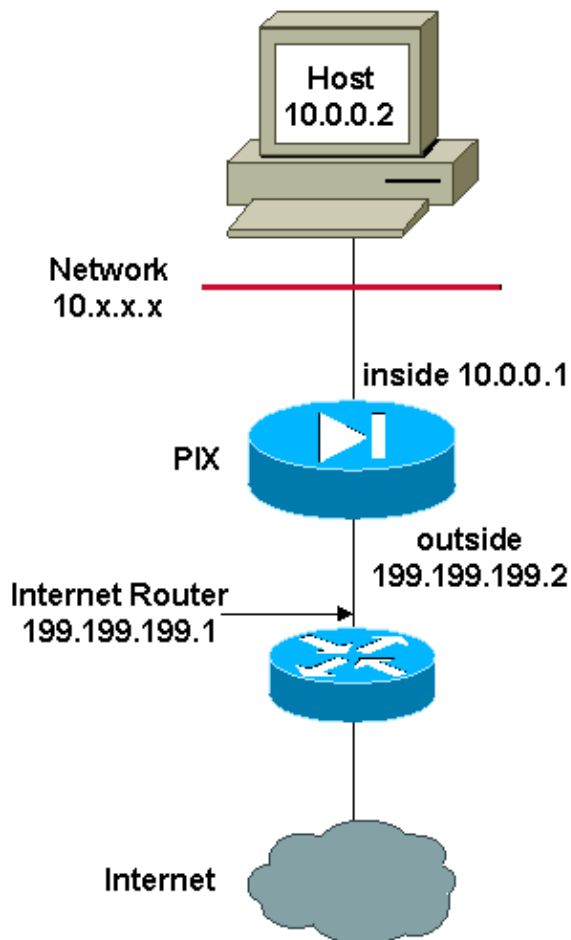 Host
10.0.0.2
Network
10.x.x.x
inside 10.0.0.1
PIX
outside
199.199.199.2
Internet Router
199.199.199.1
Internet